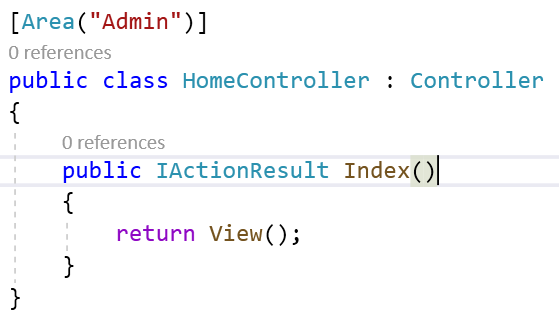 [Area("Admin")]
0 references
public class HomeController : Controller
{
0 references
public IActionResult Index()
{
return View();
}
}